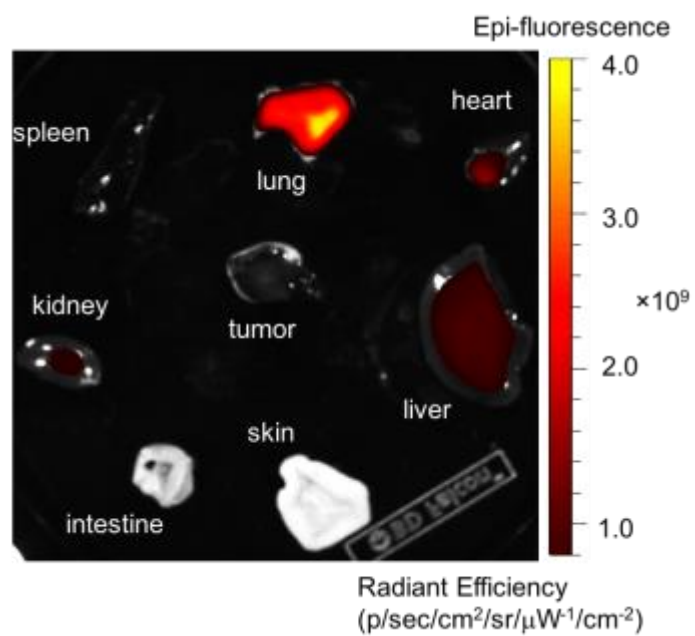 Epi-fluorescence
4.0
heart
spleen
lung
3.0
×10⁹
kidney
tumor
2.0
liver
skin
intestine
1.0
Radiant Efficiency
(p/sec/cm²/sr/µW⁻¹/cm⁻²)